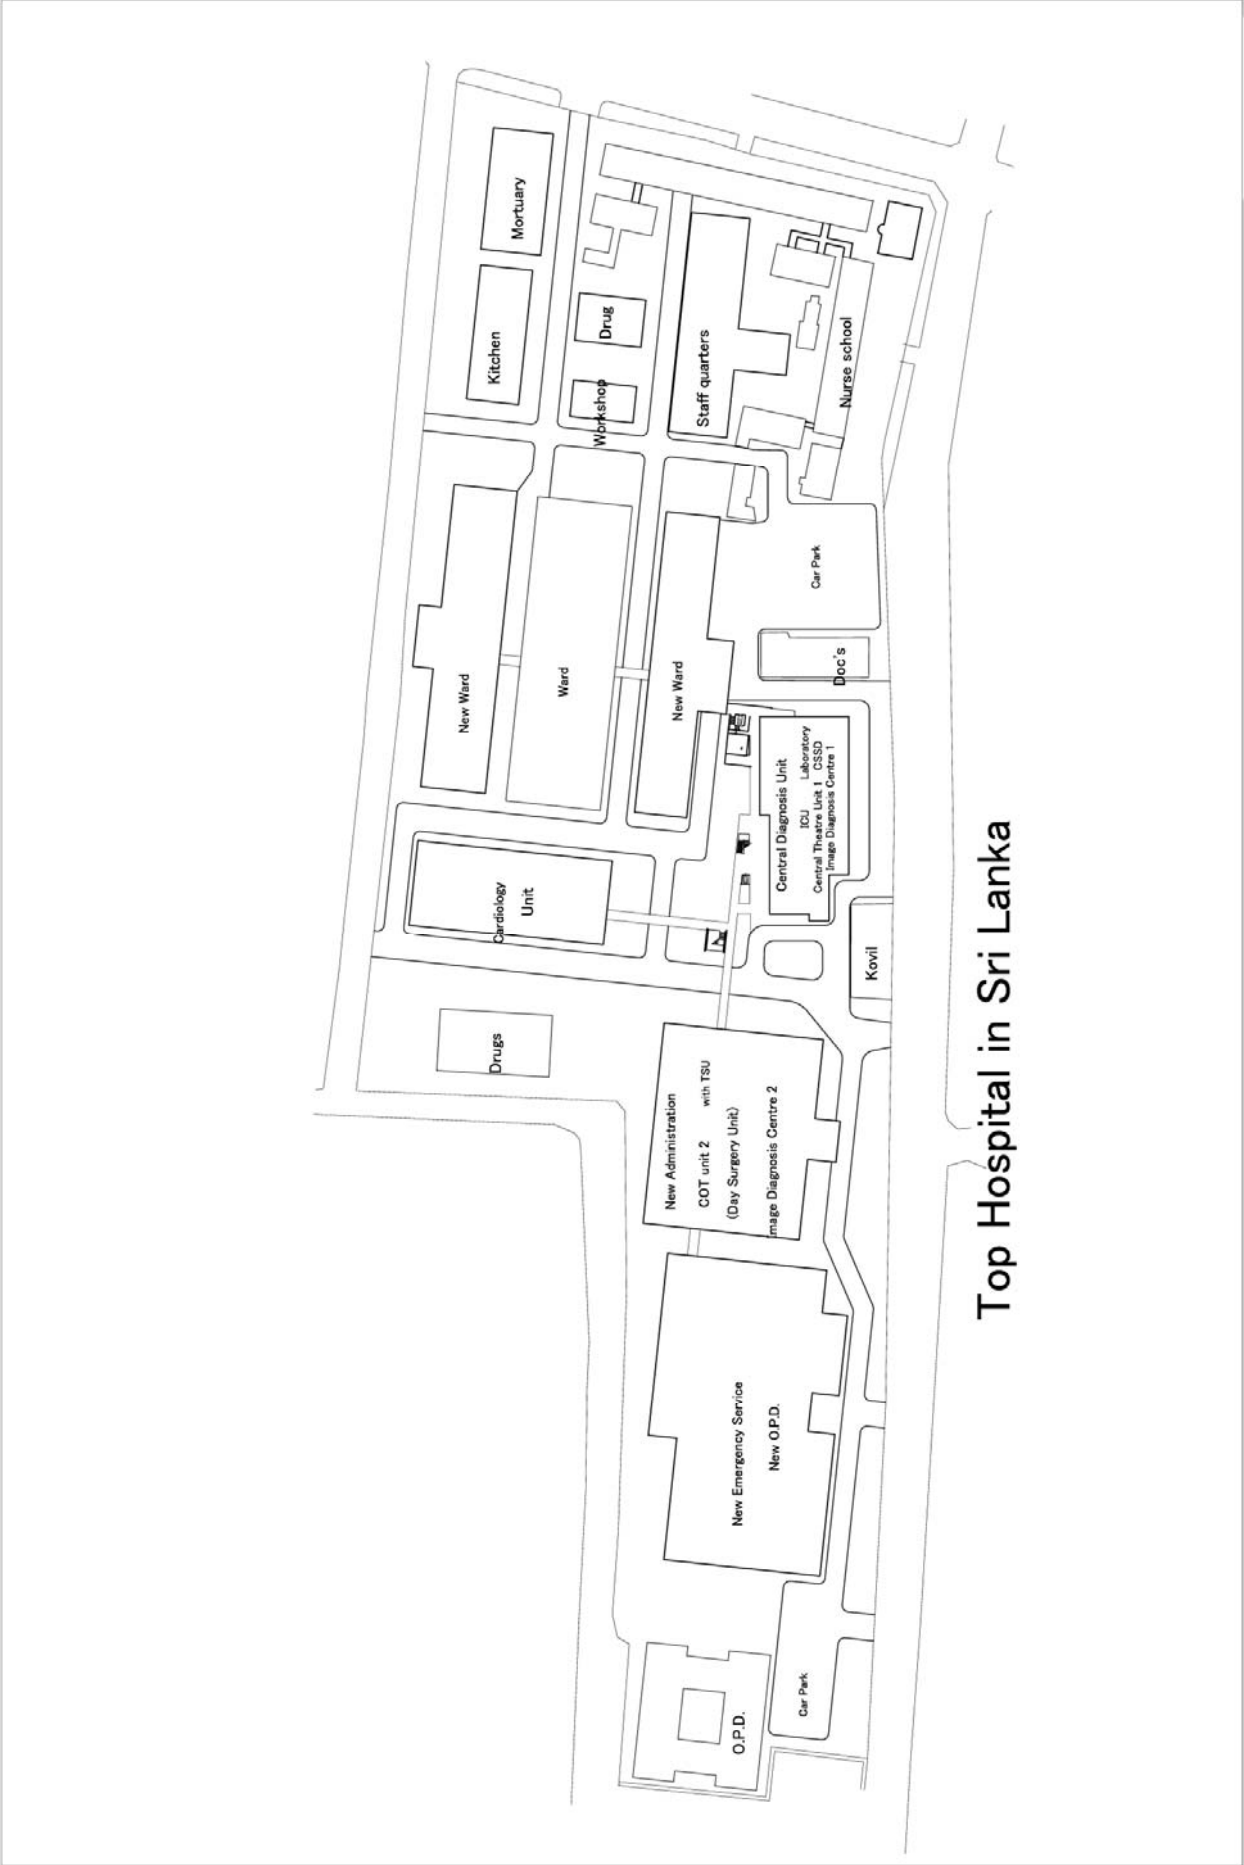 Mortuary
Kitchen
Drug
Workshop
Staff quarters
Nurse school
New Ward
Ward
New Ward
Car Park
Doc's
Cardiology
Unit
Central Diagnosis Unit
ICU Laboratory
Central Theatre Unit 1 CSSD
Image Diagnosis Centre 1
Kovil
Drugs
New Administration
COT unit 2 with TSU
(Day Surgery Unit)
Image Diagnosis Centre 2
New Emergency Service
New O.P.D.
O.P.D.
Car Park
Top Hospital in Sri Lanka